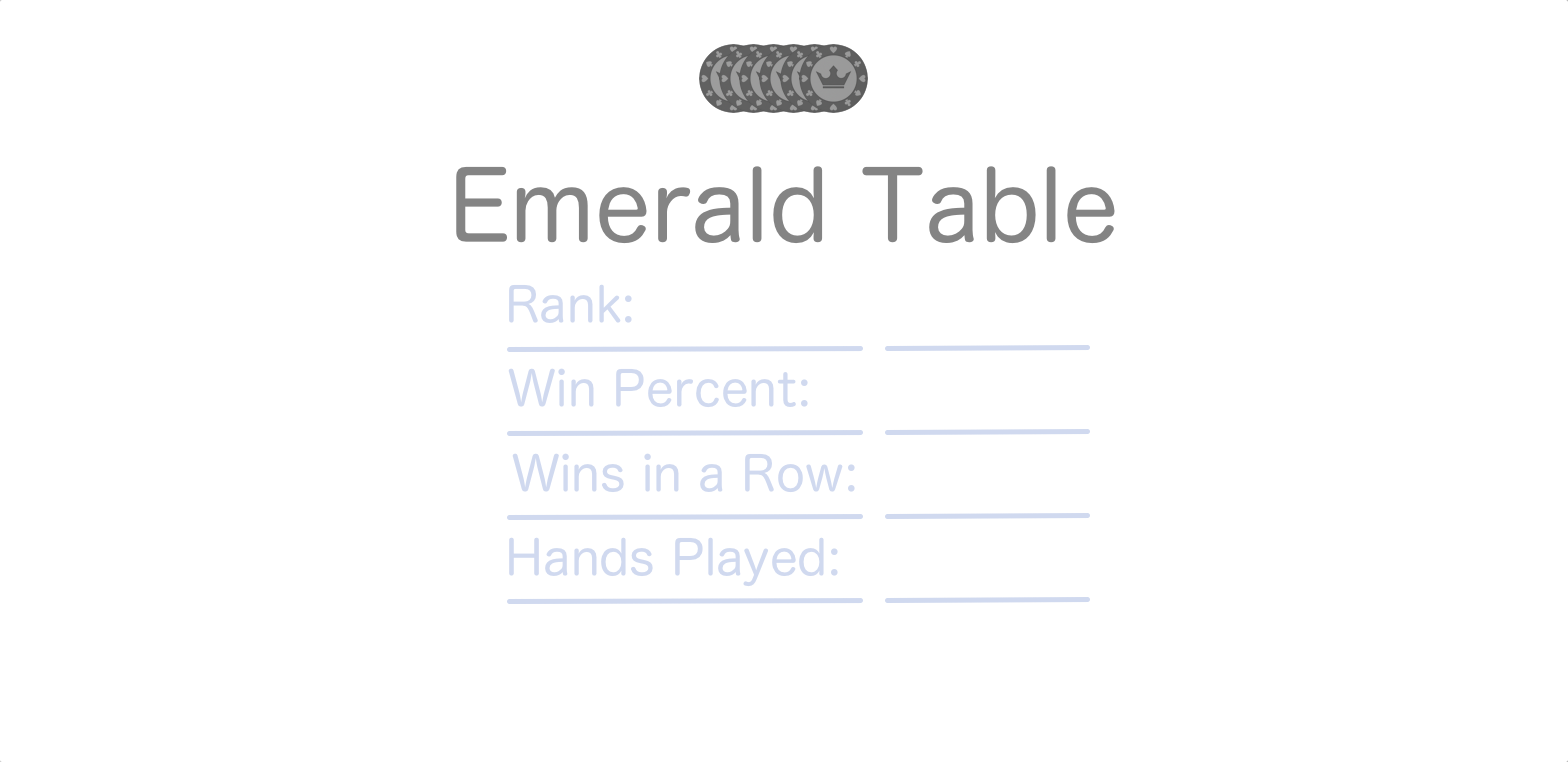 Emerald Table
Rank:
Win Percent:
Wins in a Row:
Hands Played: